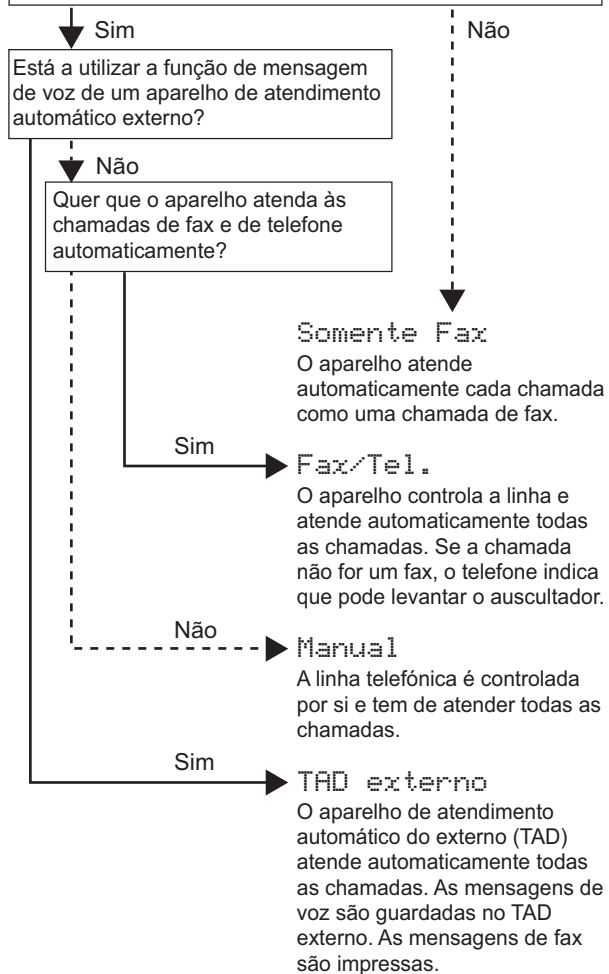 Sim
Não
Está a utilizar a função de mensagem
de voz de um aparelho de atendimento
automático externo?
Não
Quer que o aparelho atenda às
chamadas de fax e de telefone
automaticamente?
Somente Fax
O aparelho atende
automaticamente cada chamada
como uma chamada de fax.
Sim
Fax/Tel.
O aparelho controla a linha e
atende automaticamente todas
as chamadas. Se a chamada
não for um fax, o telefone indica
que pode levantar o auscultador.
Não
Manual
A linha telefónica é controlada
por si e tem de atender todas as
chamadas.
Sim
TAD externo
O aparelho de atendimento
automático do externo (TAD)
atende automaticamente todas
as chamadas. As mensagens de
voz são guardadas no TAD
externo. As mensagens de fax
são impressas.